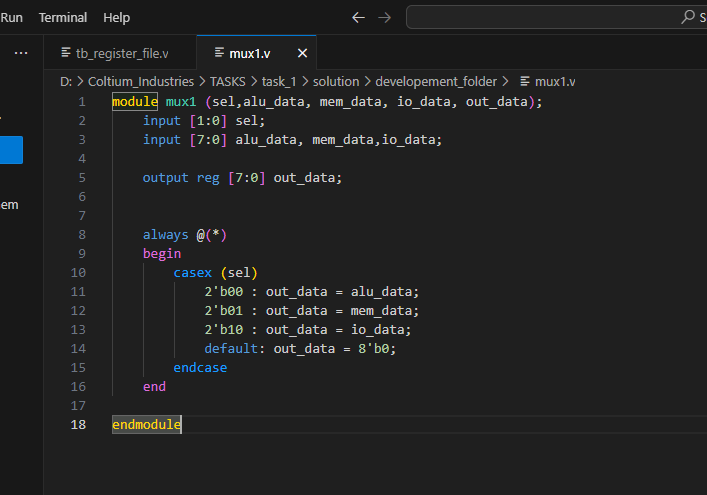 Run Terminal Help
S
... tb_register_file.v mux1.v ×
D: > Coltium_Industries > TASKS > task_1 > solution > developement_folder > mux1.v
1 module mux1 (sel,alu_data, mem_data, io_data, out_data);
2     input [1:0] sel;
3     input [7:0] alu_data, mem_data,io_data;
4
5     output reg [7:0] out_data;
6
7
8     always @(*)
9     begin
10         casex (sel)
11             2'b00 : out_data = alu_data;
12             2'b01 : out_data = mem_data;
13             2'b10 : out_data = io_data;
14             default: out_data = 8'b0;
15         endcase
16     end
17
18 endmodule
em